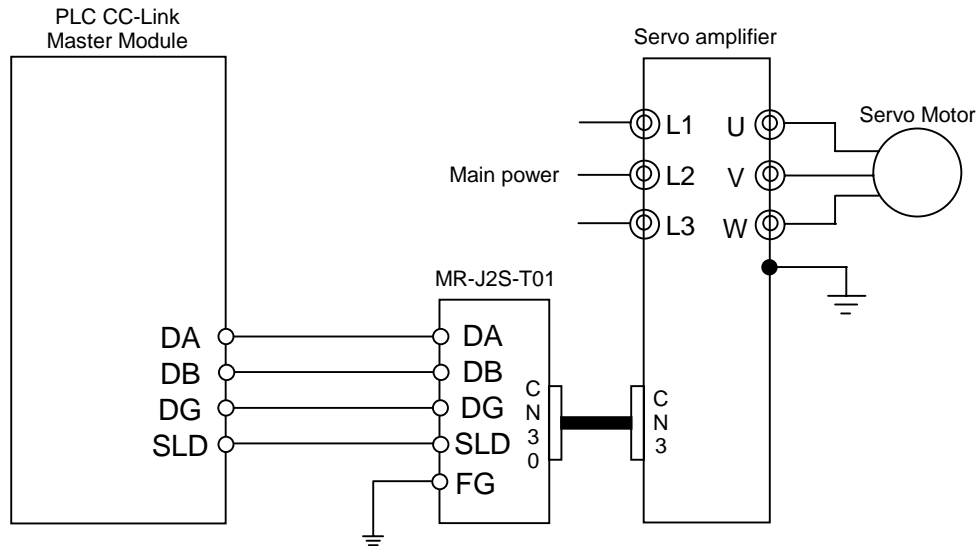 PLC CC-Link
Master Module
Servo amplifier
Servo Motor
L1
U
Main power
L2
V
L3
W
MR-J2S-T01
DA
DA
DB
DB
DG
DG
SLD
SLD
FG
CN30
CN3